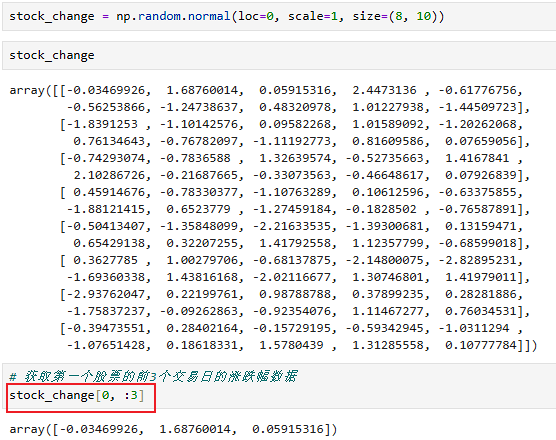 stock_change = np.random.normal(loc=0, scale=1, size=(8, 10))
stock_change
array([[-0.03469926,  1.68760014,  0.05915316,  2.4473136 , -0.61776756,
        -0.56253866, -1.24738637,  0.48320978,  1.01227938, -1.44509723],
       [-1.8391253 , -1.10142576,  0.09582268,  1.01589092, -1.20262068,
         0.76134643, -0.76782097, -1.11192773,  0.81609586,  0.07659056],
       [-0.74293074, -0.7836588 ,  1.32639574, -0.52735663,  1.4167841 ,
         2.10286726, -0.21687665, -0.33073563, -0.46648617,  0.07926839],
       [ 0.45914676, -0.78330377, -1.10763289,  0.10612596, -0.63375855,
        -1.88121415,  0.6523779 , -1.27459184, -0.1828502 , -0.76587891],
       [-0.50413407, -1.35848099, -2.21633535, -1.39300681,  0.13159471,
         0.65429138,  0.32207255,  1.41792558,  1.12357799, -0.68599018],
       [ 0.3627785 ,  1.00279706, -0.68137875, -2.14800075, -2.82895231,
        -1.69360338,  1.43816168, -2.02116677,  1.30746801,  1.41979011],
       [-2.93762047,  0.22199761,  0.98788788,  0.37899235,  0.28281886,
        -1.75837237, -0.09262863, -0.92354076,  1.11467277,  0.76034531],
       [-0.39473551,  0.28402164, -0.15729195, -0.59342945, -1.0311294 ,
        -1.07651428,  0.18618331,  1.5780439 ,  1.31285558,  0.10777784]])
# 获取第一个股票的前3个交易日的涨跌幅数据
stock_change[0, :3]
array([-0.03469926,  1.68760014,  0.05915316])